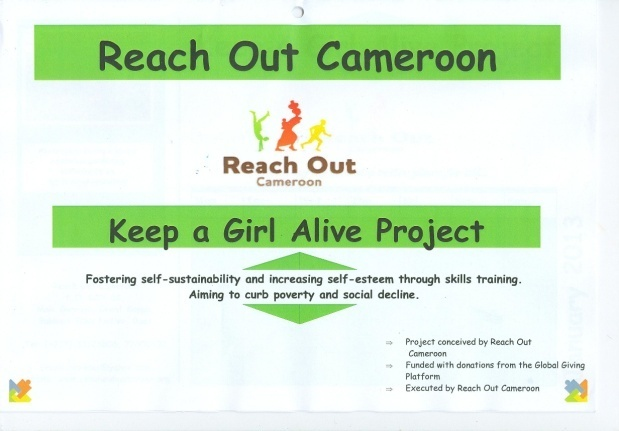 Reach Out Cameroon
Reach Out
Cameroon
Keep a Girl Alive Project
Fostering self-sustainability and increasing self-esteem through skills training.
Aiming to curb poverty and social decline.
⇒ Project conceived by Reach Out
Cameroon
⇒ Funded with donations from the Global Giving
Platform
⇒ Executed by Reach Out Cameroon